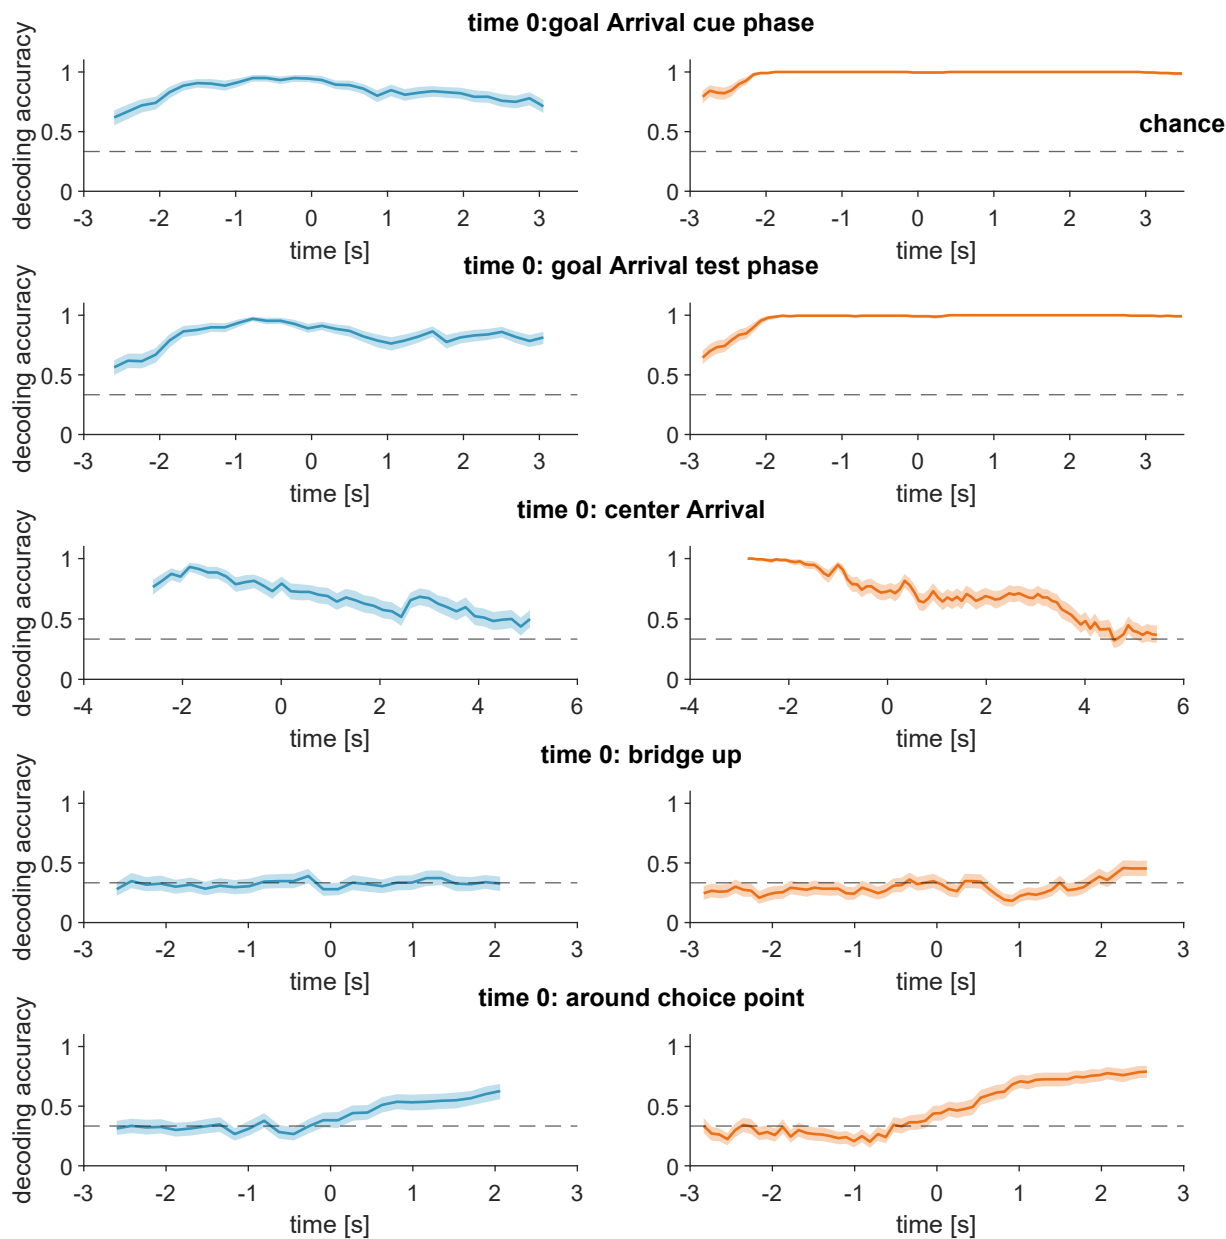 time 0:goal Arrival cue phase
decoding accuracy
1
0.5
0
-3 -2 -1 0 1 2 3
time [s]
1
0.5
0
chance
-3 -2 -1 0 1 2 3
time [s]
time 0: goal Arrival test phase
decoding accuracy
1
0.5
0
-3 -2 -1 0 1 2 3
time [s]
1
0.5
0
-3 -2 -1 0 1 2 3
time [s]
time 0: center Arrival
decoding accuracy
1
0.5
0
-4 -2 0 2 4 6
time [s]
1
0.5
0
-4 -2 0 2 4 6
time [s]
time 0: bridge up
decoding accuracy
1
0.5
0
-3 -2 -1 0 1 2 3
time [s]
1
0.5
0
-3 -2 -1 0 1 2 3
time [s]
time 0: around choice point
decoding accuracy
1
0.5
0
-3 -2 -1 0 1 2 3
time [s]
1
0.5
0
-3 -2 -1 0 1 2 3
time [s]